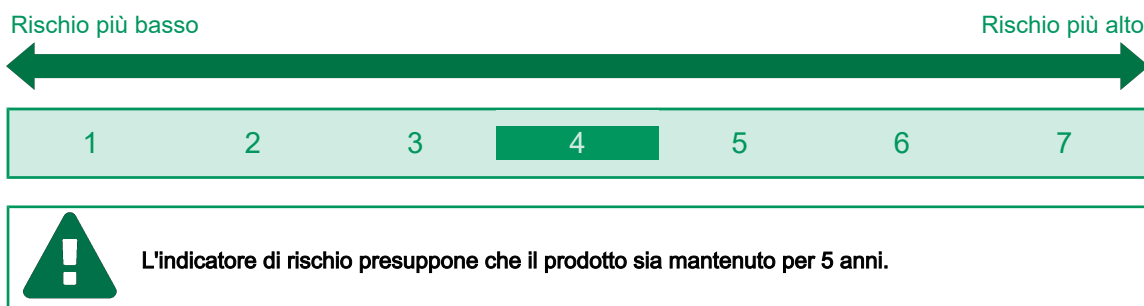 Rischio più basso Rischio più alto
1 2 3 4 5 6 7
L'indicatore di rischio presuppone che il prodotto sia mantenuto per 5 anni.